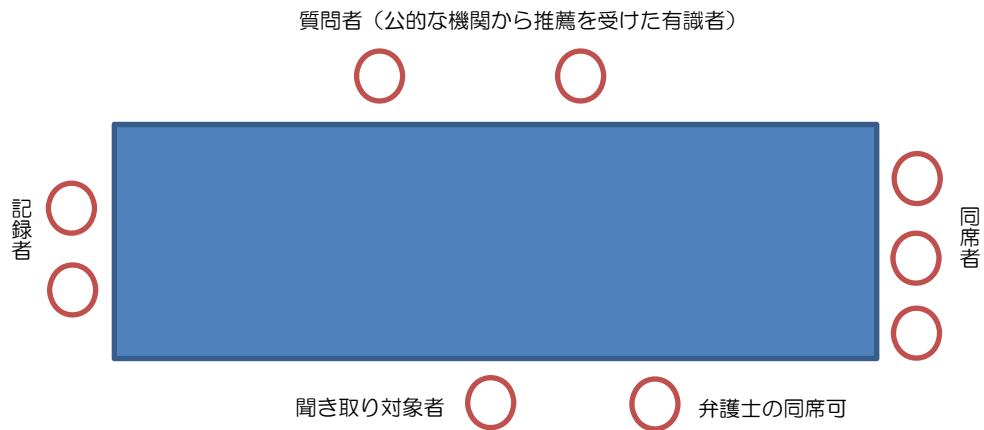 質問者（公的な機関から推薦を受けた有識者）
記録者
同席者
聞き取り対象者
弁護士の同席可